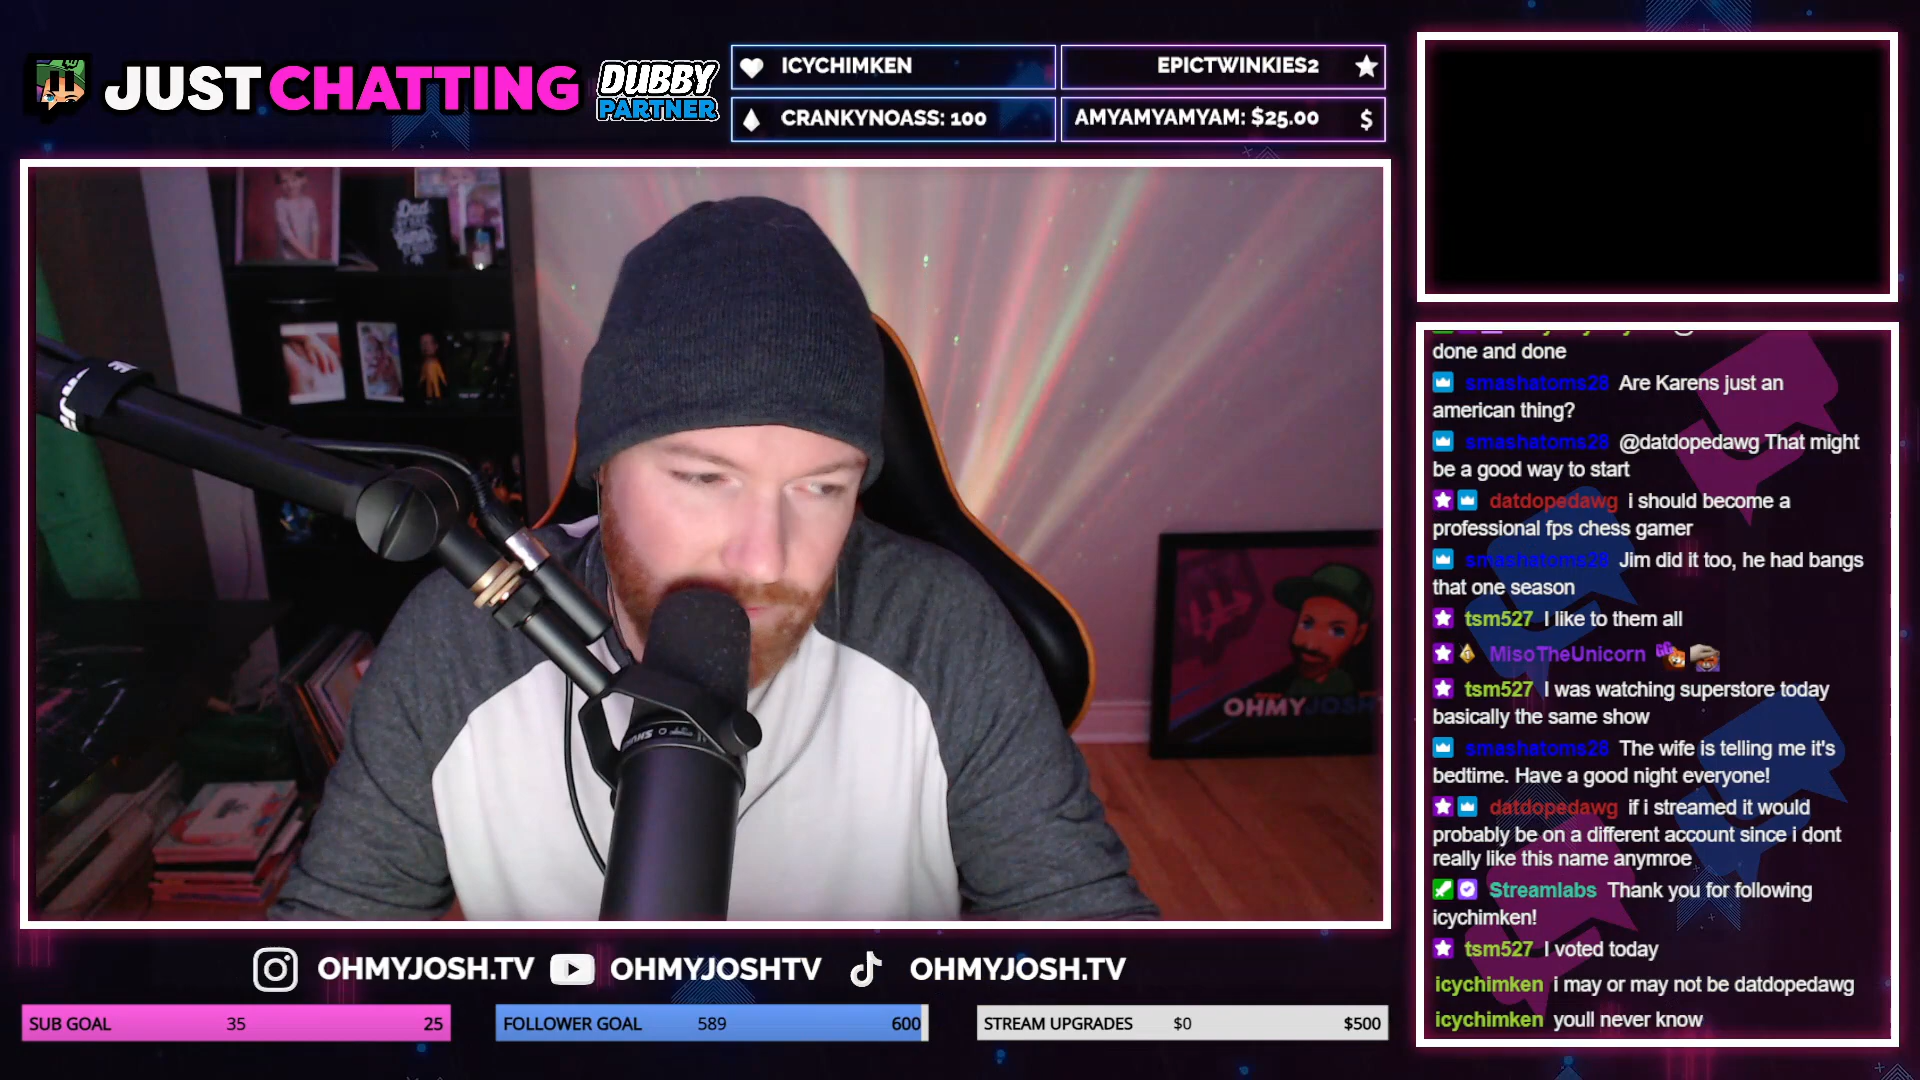 JUST CHATTING
DUBBY
PARTNER
ICYCHIMKEN
EPICTWINKIES2
CRANKYNOASS: 100
AMYAMYAMYAM: $25.00
$
Dad
OHMYJOSH
done and done
smashatoms28 Are Karens just an
american thing?
smashatoms28 @datdopedawg That might
be a good way to start
datdopedawg i should become a
professional fps chess gamer
smashatoms28 Jim did it too, he had bangs
that one season
tsm527 I like to them all
MisoTheUnicorn
tsm527 I was watching superstore today
basically the same show
smashatoms28 The wife is telling me it's
bedtime. Have a good night everyone!
datdopedawg if i streamed it would
probably be on a different account since i dont
really like this name anymroe
Streamlabs Thank you for following
icychimken!
tsm527 I voted today
icychimken i may or may not be datdopedawg
icychimken youll never know
OHMYJOSH.TV
OHMYJOSHTV
OHMYJOSH.TV
SUB GOAL 35 25
FOLLOWER GOAL 589 600
STREAM UPGRADES $0 $500